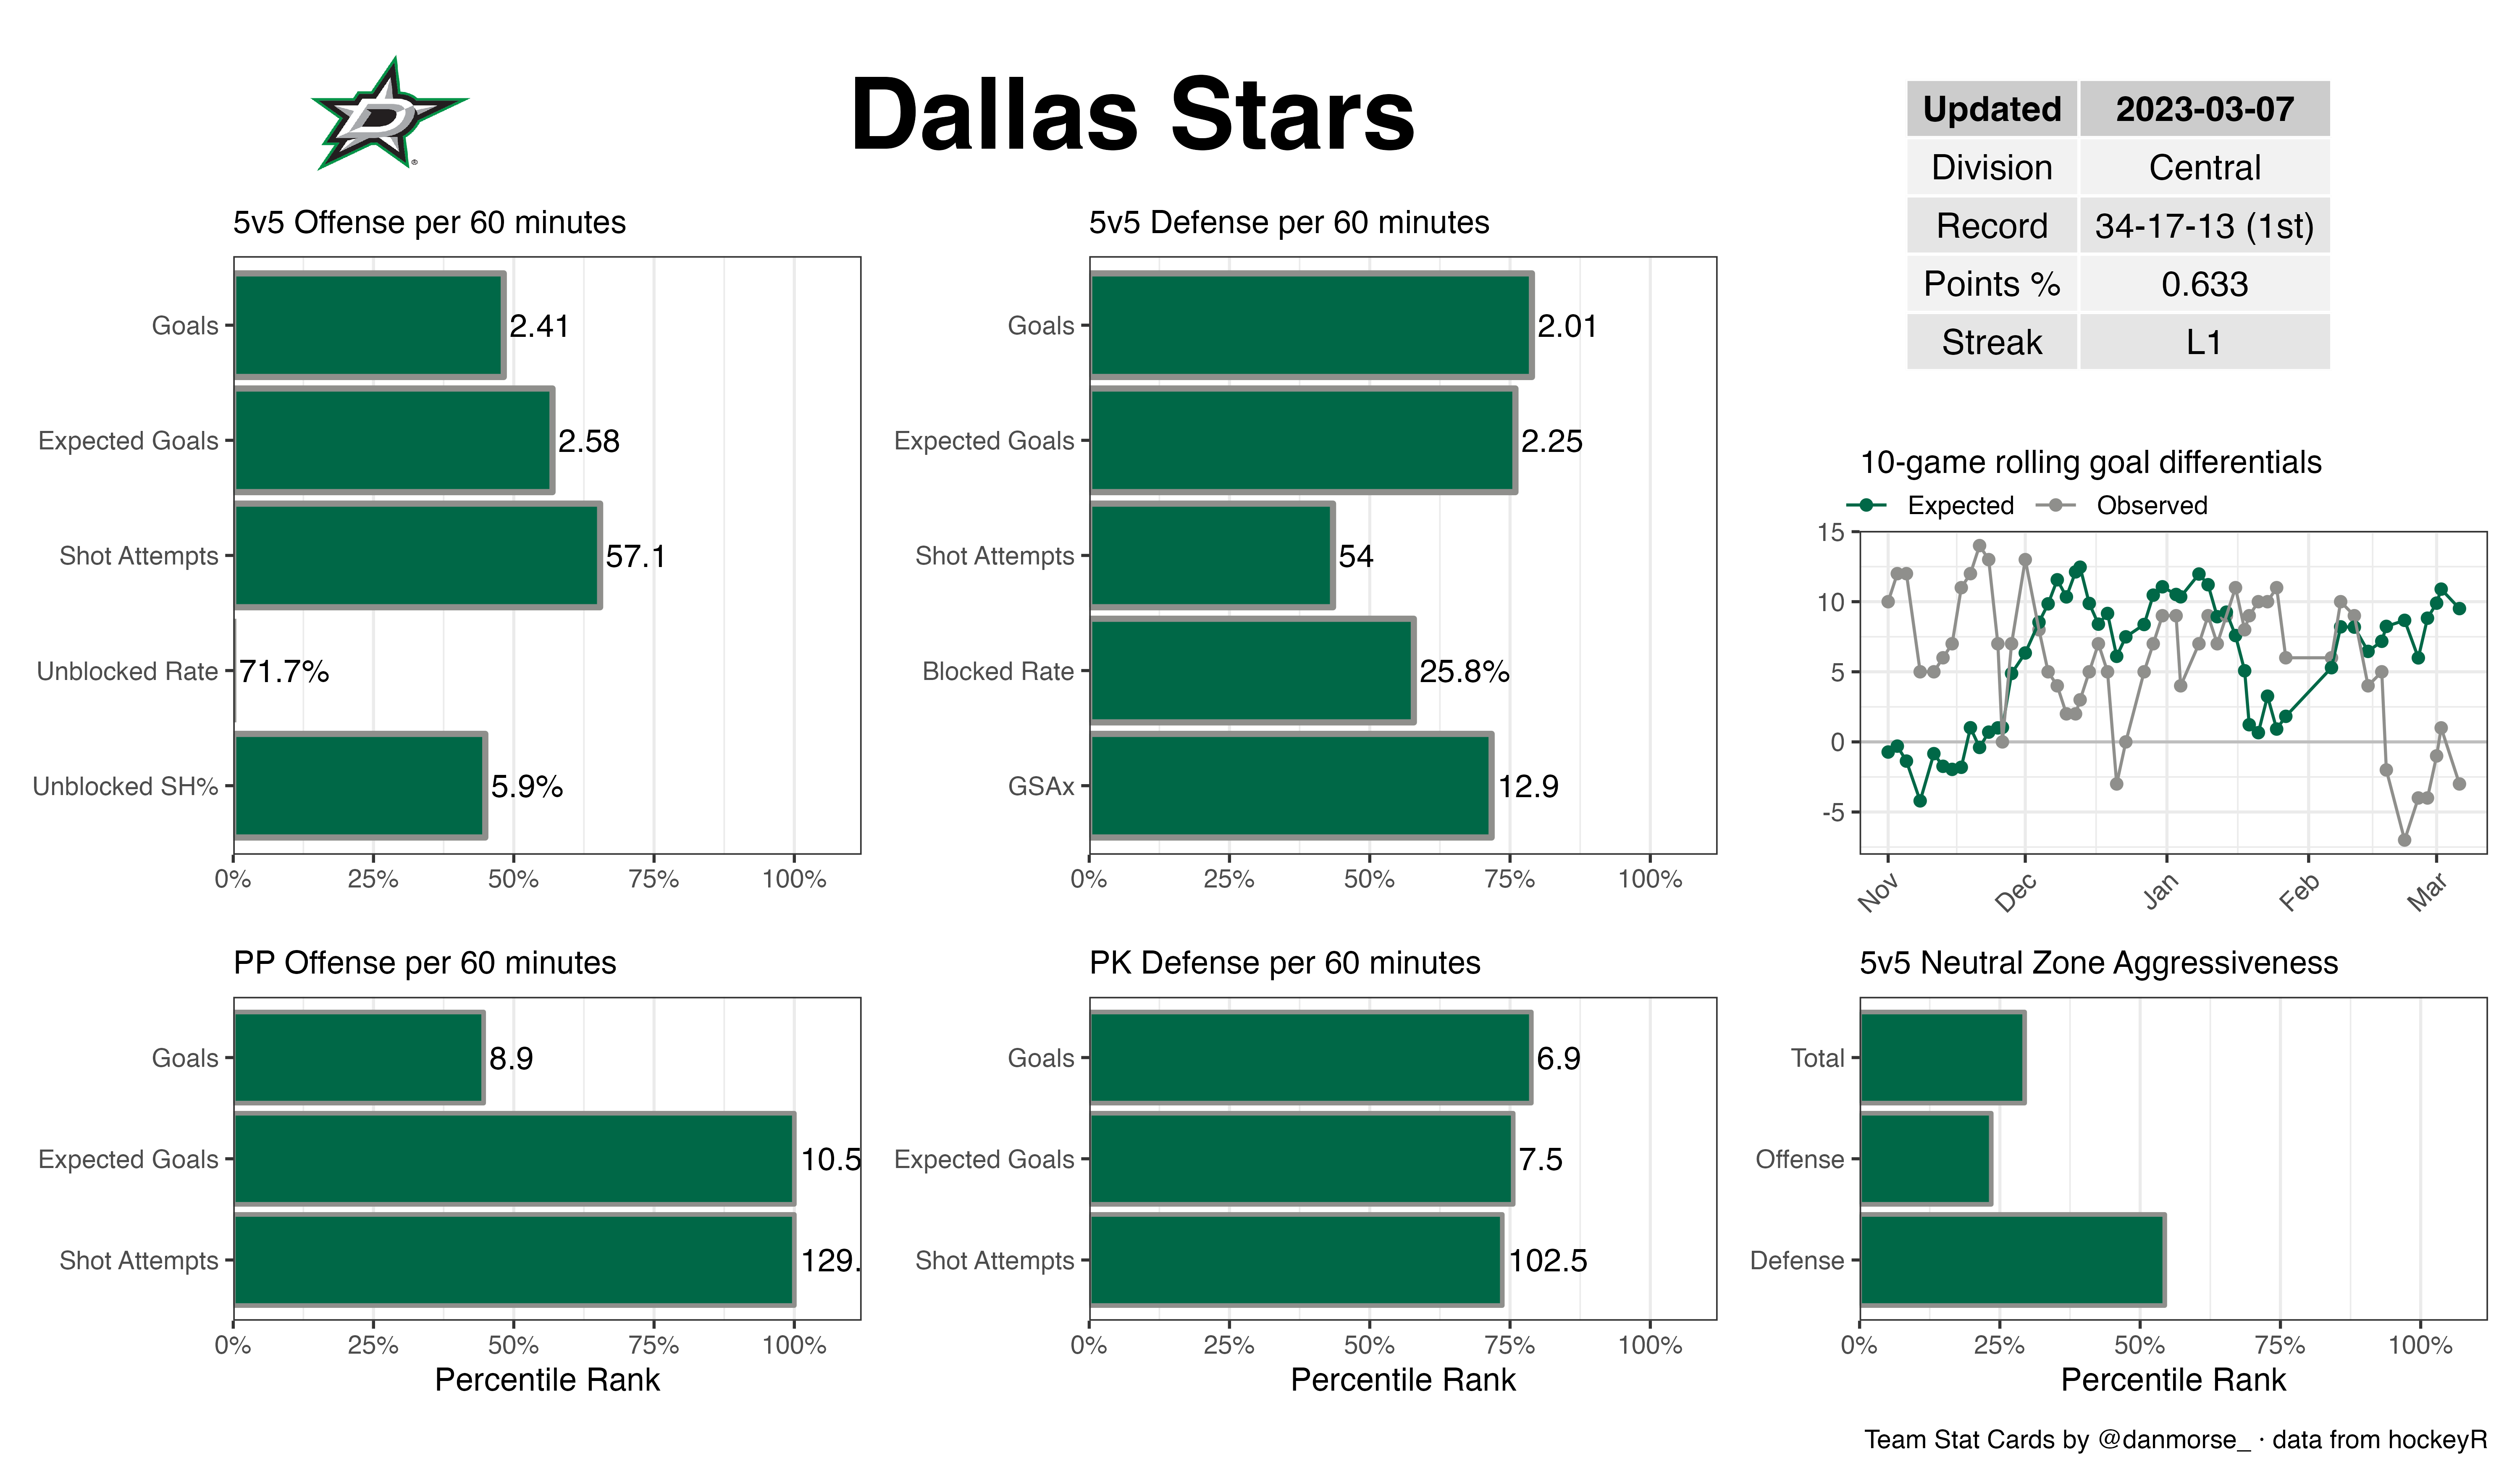 Dallas Stars
Updated 2023-03-07
Division Central
Record 34-17-13 (1st)
Points % 0.633
Streak L1
5v5 Offense per 60 minutes
Goals 2.41
Expected Goals 2.58
Shot Attempts 57.1
Unblocked Rate 71.7%
Unblocked SH% 5.9%
0% 25% 50% 75% 100%
5v5 Defense per 60 minutes
Goals 2.01
Expected Goals 2.25
Shot Attempts 54
Blocked Rate 25.8%
GSAx 12.9
0% 25% 50% 75% 100%
10-game rolling goal differentials
Expected Observed
15
10
5
0
-5
Nov Dec Jan Feb Mar
PP Offense per 60 minutes
Goals 8.9
Expected Goals 10.5
Shot Attempts 129.
0% 25% 50% 75% 100%
Percentile Rank
PK Defense per 60 minutes
Goals 6.9
Expected Goals 7.5
Shot Attempts 102.5
0% 25% 50% 75% 100%
Percentile Rank
5v5 Neutral Zone Aggressiveness
Total
Offense
Defense
0% 25% 50% 75% 100%
Percentile Rank
Team Stat Cards by @danmorse_ · data from hockeyR